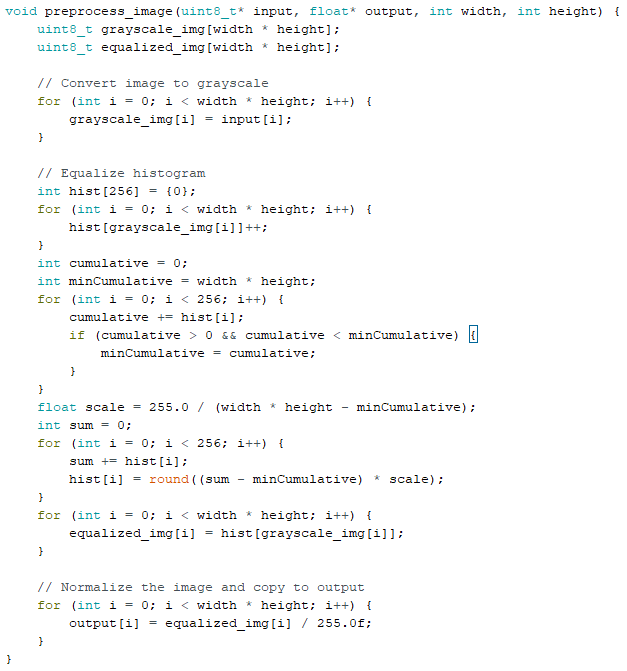 void preprocess_image(uint8_t* input, float* output, int width, int height) {
    uint8_t grayscale_img[width * height];
    uint8_t equalized_img[width * height];

    // Convert image to grayscale
    for (int i = 0; i < width * height; i++) {
        grayscale_img[i] = input[i];
    }

    // Equalize histogram
    int hist[256] = {0};
    for (int i = 0; i < width * height; i++) {
        hist[grayscale_img[i]]++;
    }
    int cumulative = 0;
    int minCumulative = width * height;
    for (int i = 0; i < 256; i++) {
        cumulative += hist[i];
        if (cumulative > 0 && cumulative < minCumulative) {
            minCumulative = cumulative;
        }
    }
    float scale = 255.0 / (width * height - minCumulative);
    int sum = 0;
    for (int i = 0; i < 256; i++) {
        sum += hist[i];
        hist[i] = round((sum - minCumulative) * scale);
    }
    for (int i = 0; i < width * height; i++) {
        equalized_img[i] = hist[grayscale_img[i]];
    }

    // Normalize the image and copy to output
    for (int i = 0; i < width * height; i++) {
        output[i] = equalized_img[i] / 255.0f;
    }
}